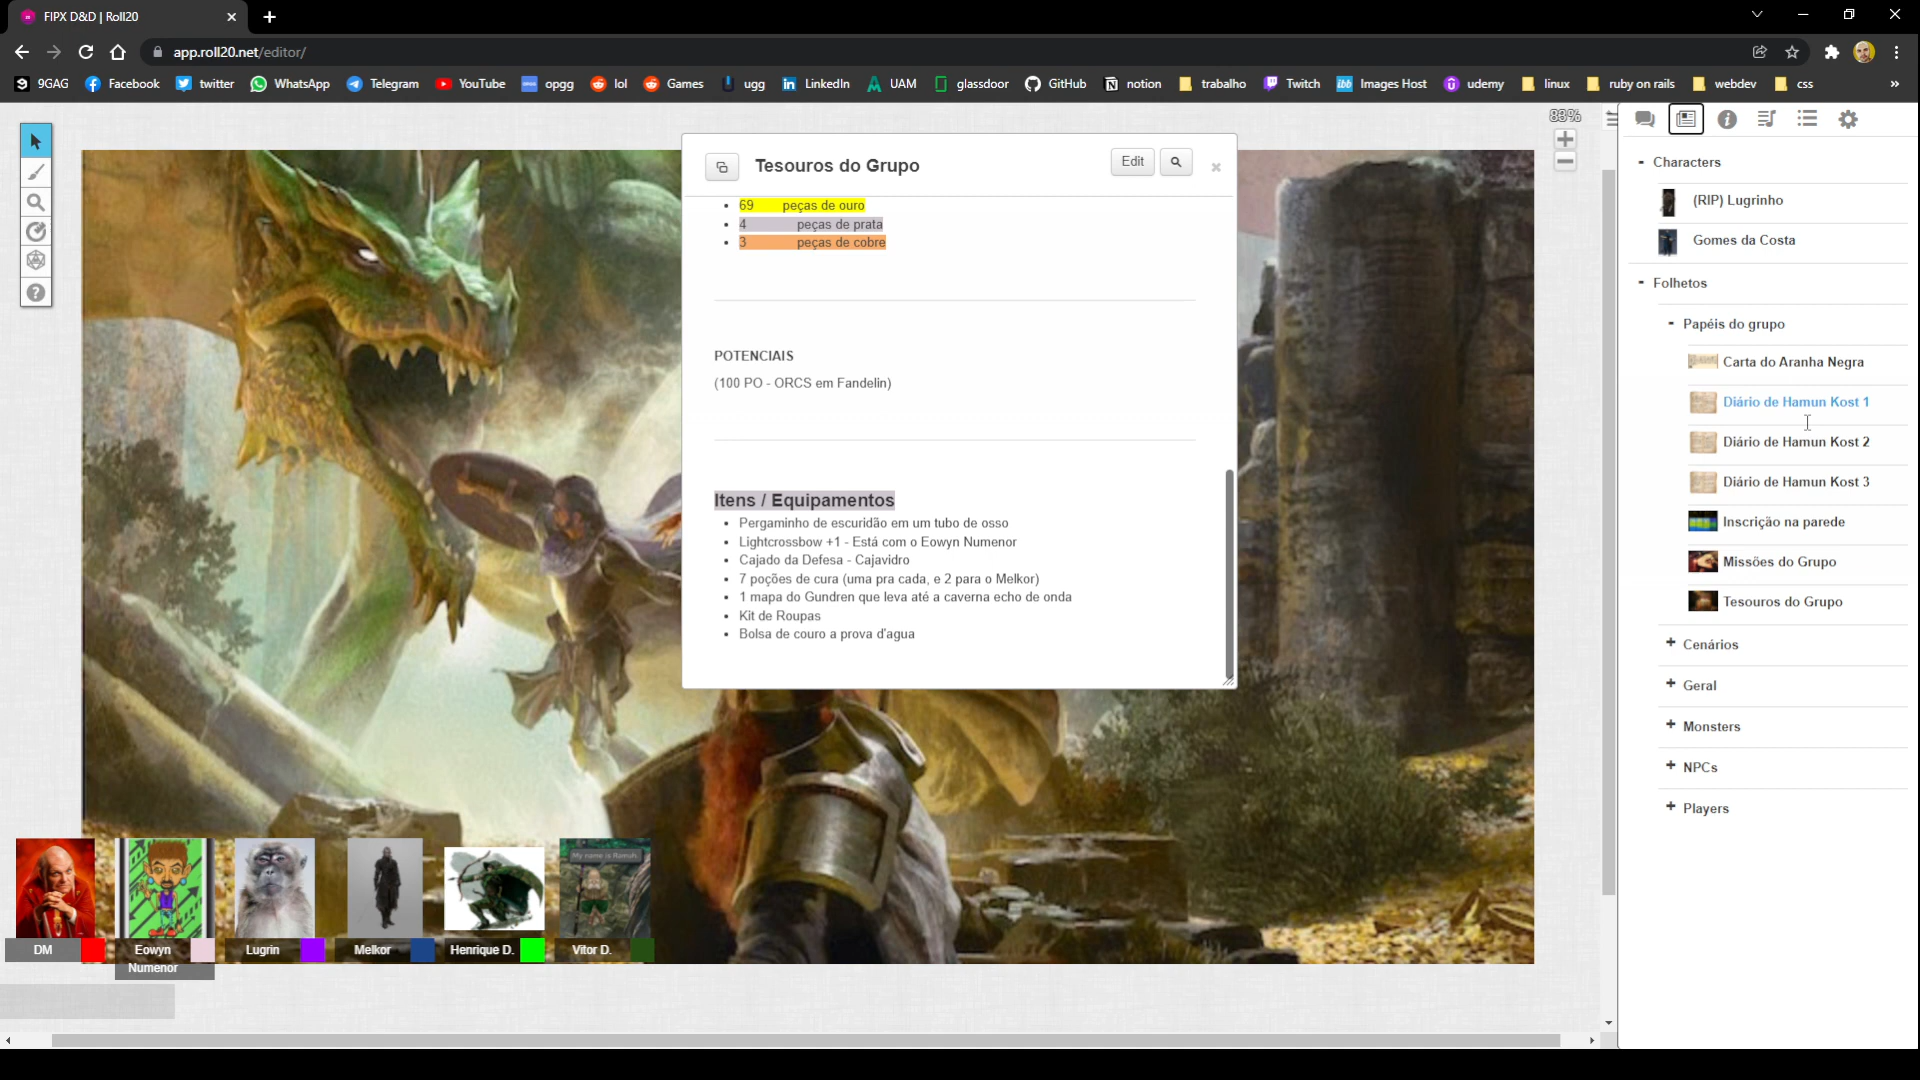 FIPX D&D | Roll20
app.roll20.net/editor/
9GAG Facebook twitter WhatsApp Telegram YouTube opgg lol Games ugg LinkedIn UAM glassdoor GitHub notion trabalho Twitch Images Host udemy linux ruby on rails webdev css »
83%
Tesouros do Grupo
Edit
69 peças de ouro
4 peças de prata
3 peças de cobre
POTENCIAIS
(100 PO - ORCS em Fandelin)
Itens / Equipamentos
Pergaminho de escuridão em um tubo de osso
Lightcrossbow +1 - Está com o Eowyn Numenor
Cajado da Defesa - Cajavidro
7 poções de cura (uma pra cada, e 2 para o Melkor)
1 mapa do Gundren que leva até a caverna echo de onda
Kit de Roupas
Bolsa de couro a prova d'agua
Characters
(RIP) Lugrinho
Gomes da Costa
Folhetos
Papéis do grupo
Carta do Aranha Negra
Diário de Hamun Kost 1
Diário de Hamun Kost 2
Diário de Hamun Kost 3
Inscrição na parede
Missões do Grupo
Tesouros do Grupo
Cenários
Geral
Monsters
NPCs
Players
My name is
DM
Eowyn
Numenor
Lugrin
Melkor
Henrique D.
Vitor D.